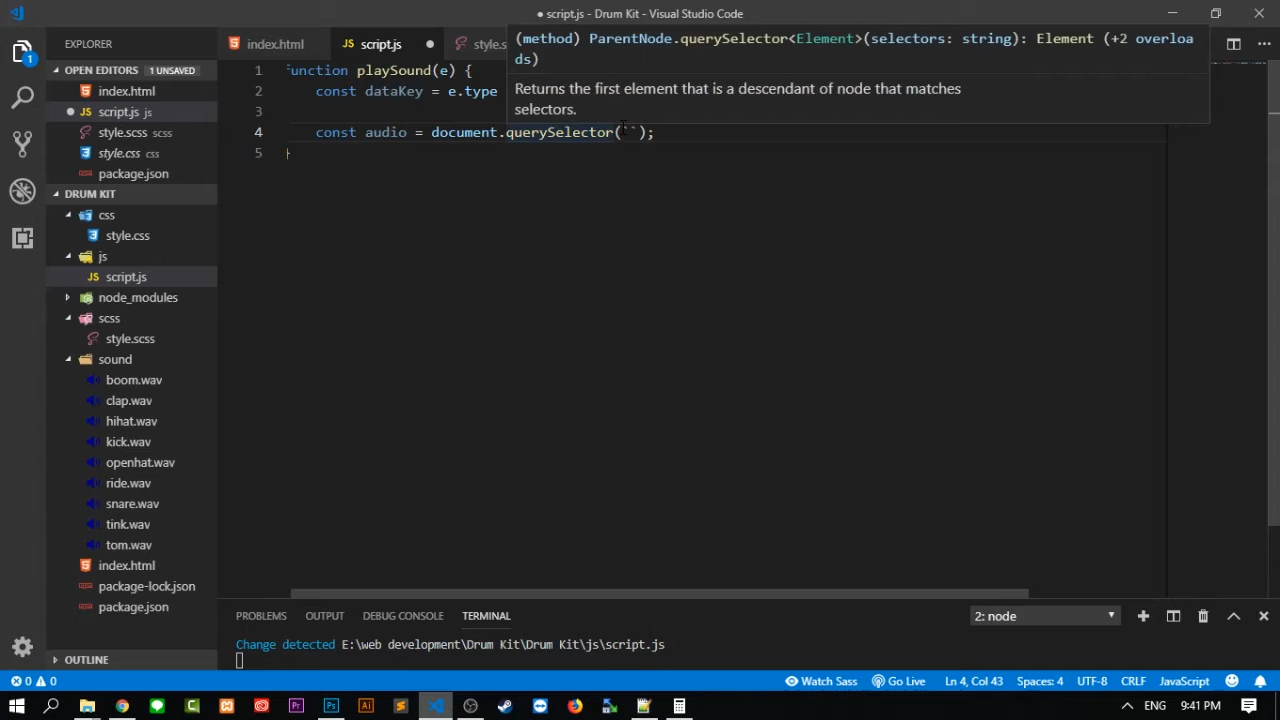 ● script.js - Drum Kit - Visual Studio Code
EXPLORER
OPEN EDITORS 1 UNSAVED
index.html
script.js js
style.scss scss
style.css css
package.json
DRUM KIT
css
style.css
js
script.js
node_modules
scss
style.scss
sound
boom.wav
clap.wav
hihat.wav
kick.wav
openhat.wav
ride.wav
snare.wav
tink.wav
tom.wav
index.html
package-lock.json
package.json
OUTLINE
index.html
script.js ●
style.s
(method) ParentNode.querySelector<Element>(selectors: string): Element (+2 overloa
ds)
Returns the first element that is a descendant of node that matches
selectors.
1 function playSound(e) {
2 const dataKey = e.type
3
4 const audio = document.querySelector(``);
5 }
PROBLEMS OUTPUT DEBUG CONSOLE TERMINAL
2: node
Change detected E:\web development\Drum Kit\Drum Kit\js\script.js
0 0
Watch Sass Go Live Ln 4, Col 43 Spaces: 4 UTF-8 CRLF JavaScript
ENG 9:41 PM